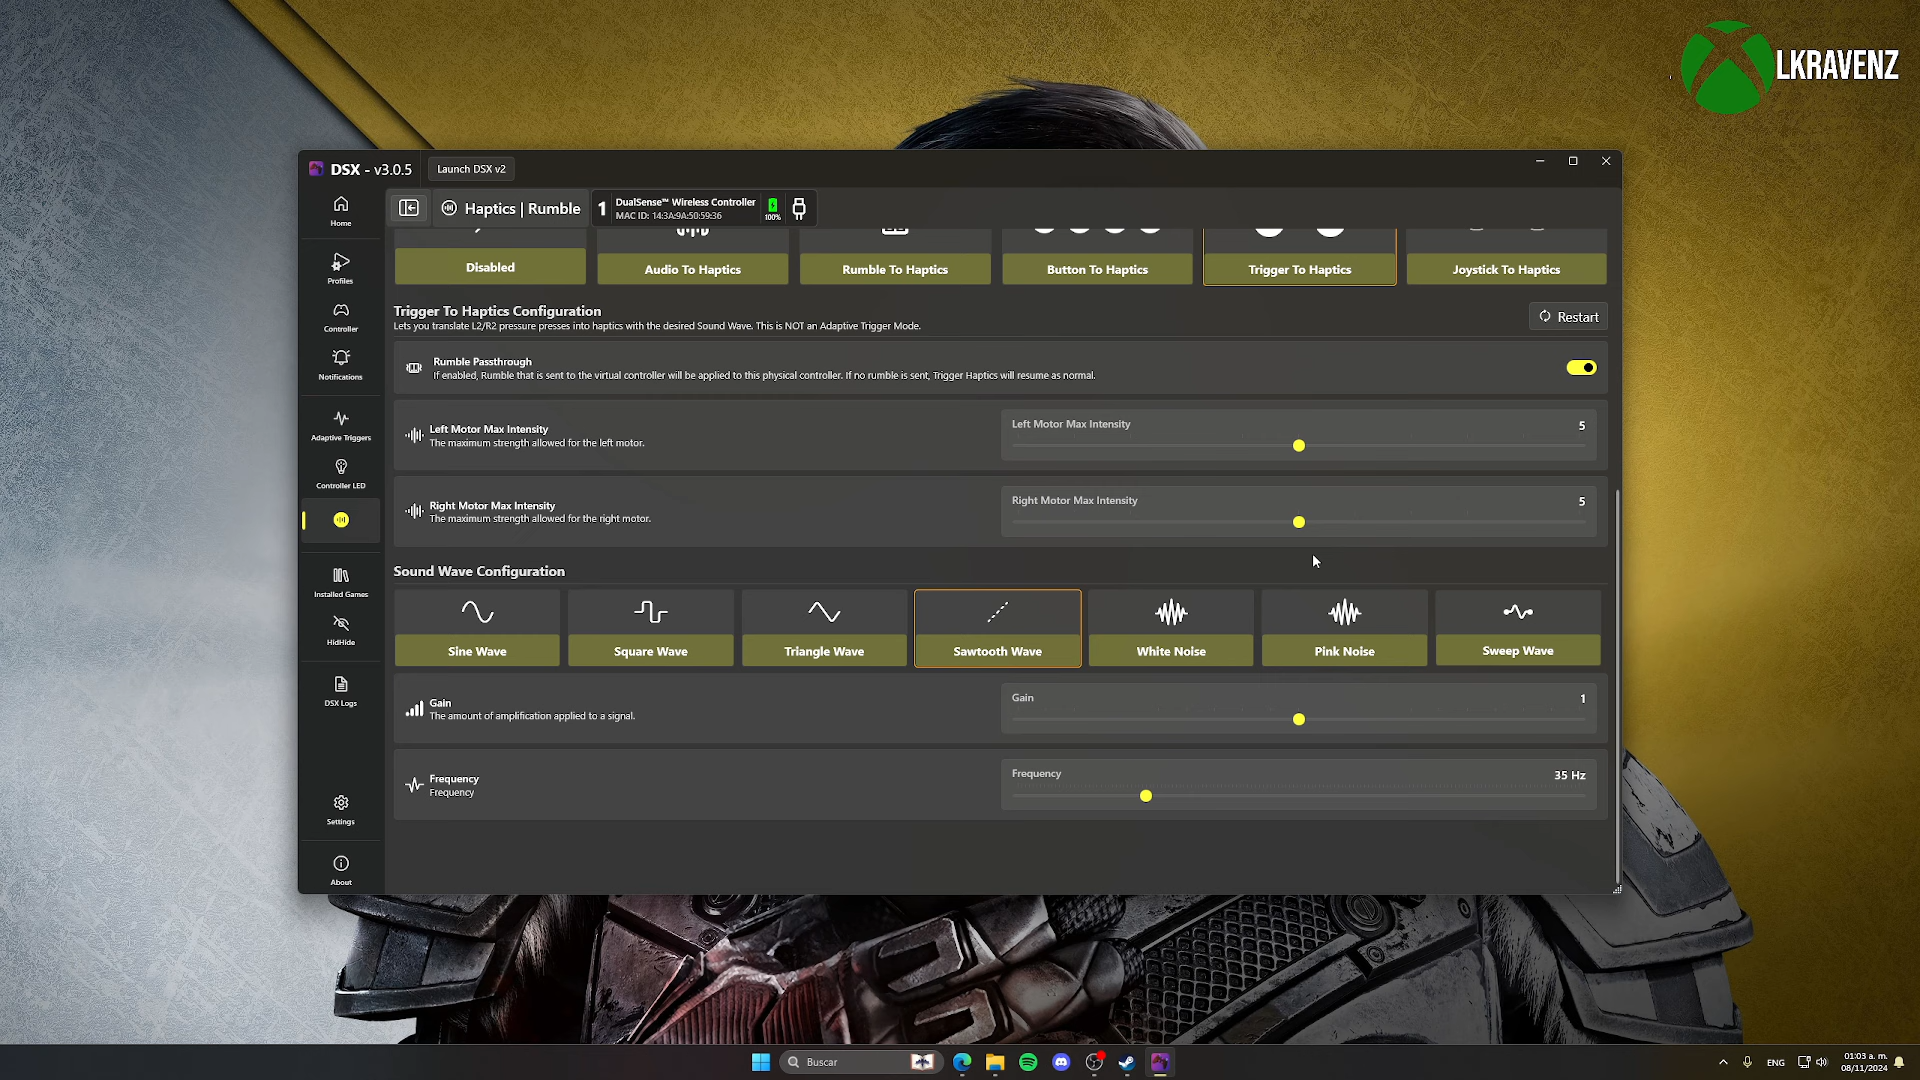 LKRAVENZ
DSX - v3.0.5
Launch DSX v2
Home
Haptics | Rumble
1
DualSense™ Wireless Controller
MAC ID: 14:3A:9A:50:59:36
100%
Disabled
Audio To Haptics
Rumble To Haptics
Button To Haptics
Trigger To Haptics
Joystick To Haptics
Profiles
Controller
Notifications
Adaptive Triggers
Controller LED
Installed Games
HidHide
DSX Logs
Settings
About
Trigger To Haptics Configuration
Lets you translate L2/R2 pressure presses into haptics with the desired Sound Wave. This is NOT an Adaptive Trigger Mode.
Restart
Rumble Passthrough
If enabled, Rumble that is sent to the virtual controller will be applied to this physical controller. If no rumble is sent, Trigger Haptics will resume as normal.
Left Motor Max Intensity
The maximum strength allowed for the left motor.
Left Motor Max Intensity
5
Right Motor Max Intensity
The maximum strength allowed for the right motor.
Right Motor Max Intensity
5
Sound Wave Configuration
Sine Wave
Square Wave
Triangle Wave
Sawtooth Wave
White Noise
Pink Noise
Sweep Wave
Gain
The amount of amplification applied to a signal.
Gain
1
Frequency
Frequency
Frequency
35 Hz
Buscar
ENG
01:03 a. m.
08/11/2024